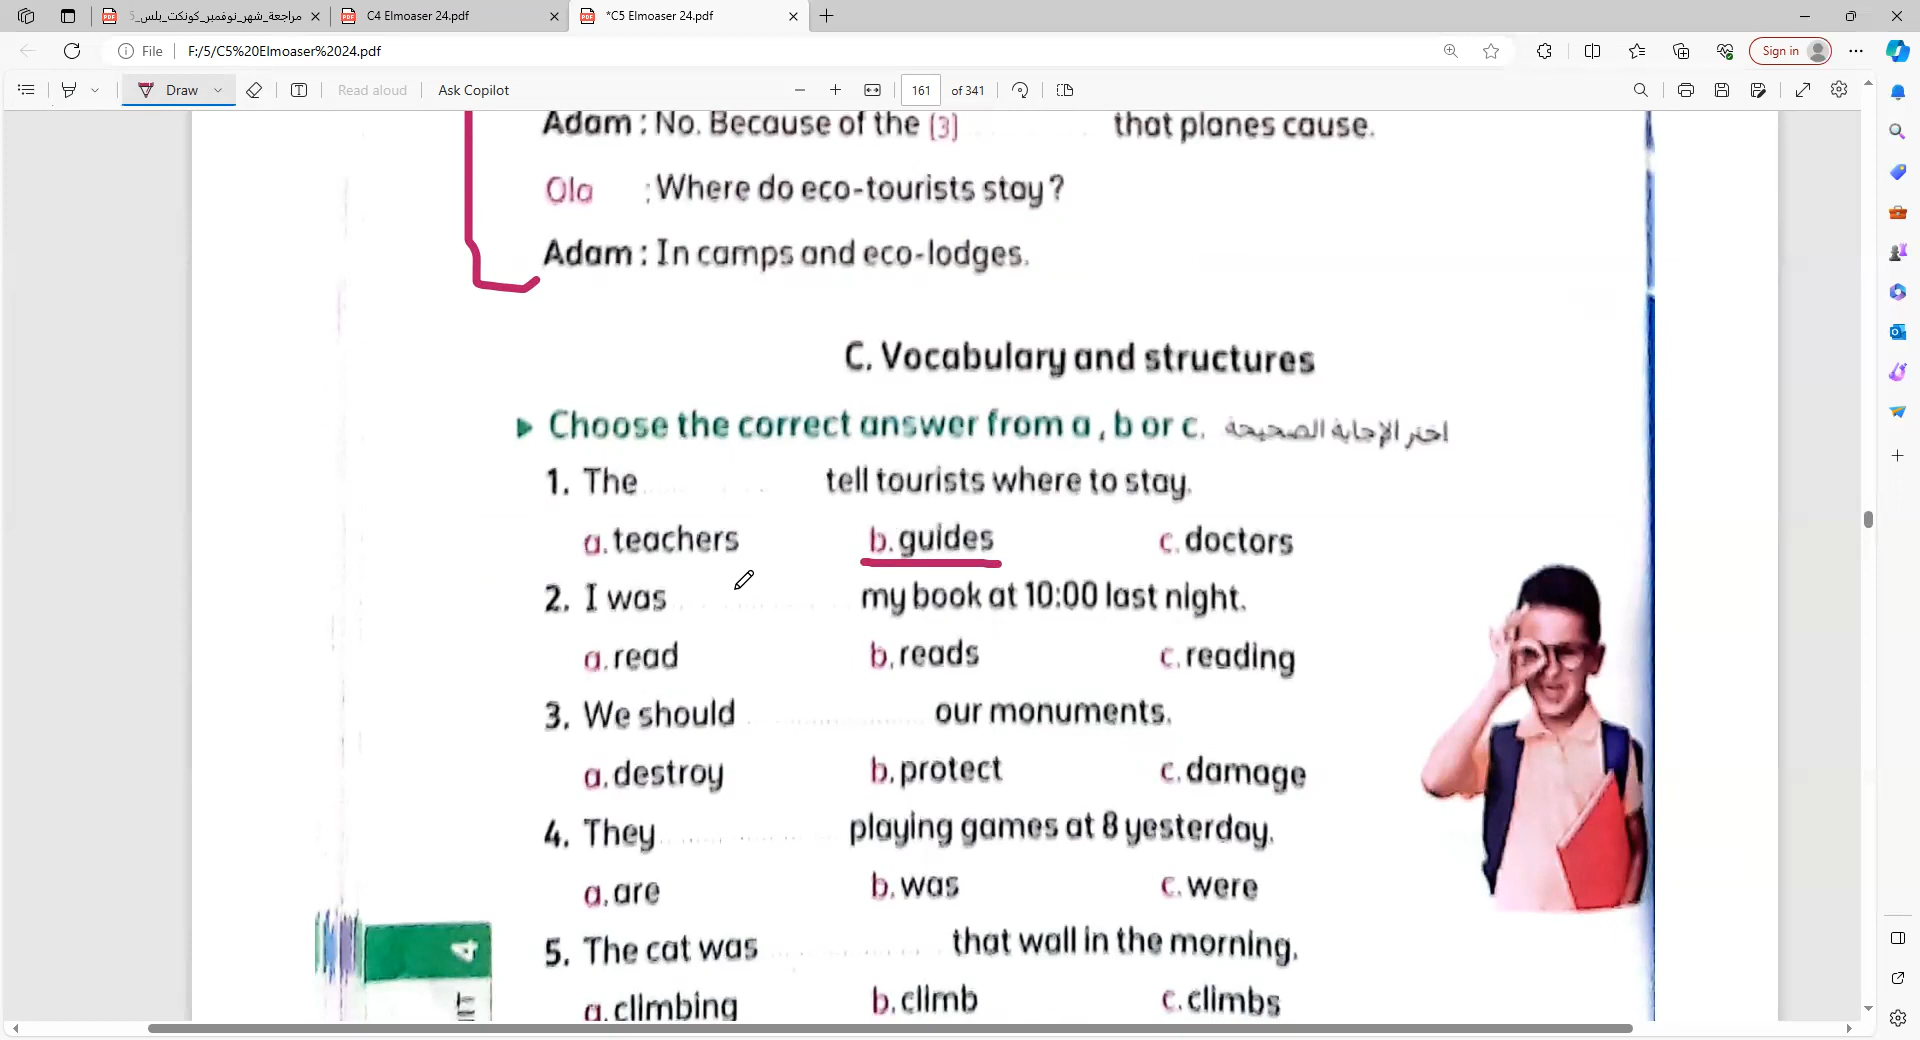 مراجعة_شهر_نوفمبر_كونكت_بلس_5
C4 Elmoaser 24.pdf
*C5 Elmoaser 24.pdf
File
F:/5/C5%20Elmoaser%2024.pdf
Sign in
Draw
Read aloud
Ask Copilot
161
of 341
Adam : No. Because of the (3) that planes cause.
Ola : Where do eco-tourists stay?
Adam : In camps and eco-lodges.
C. Vocabulary and structures
Choose the correct answer from a , b or c. اختر الإجابة الصحيحة
1. The tell tourists where to stay.
a. teachers b. guides c. doctors
2. I was my book at 10:00 last night.
a. read b. reads c. reading
3. We should our monuments.
a. destroy b. protect c. damage
4. They playing games at 8 yesterday.
a. are b. was c. were
5. The cat was that wall in the morning.
a. climbing b. climb c. climbs
4